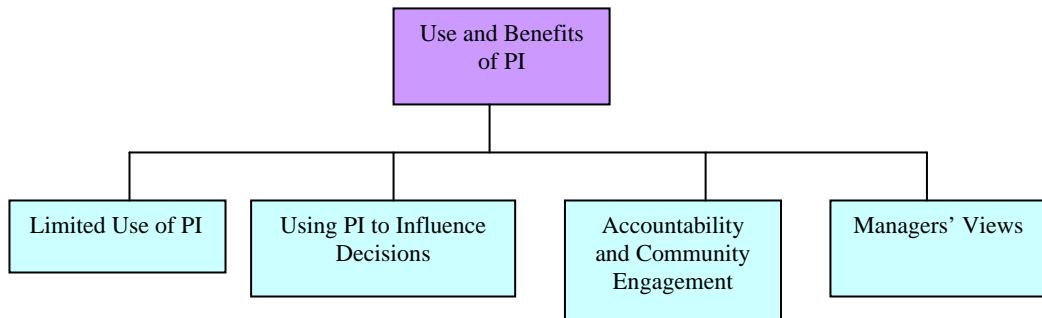 Use and Benefits
of PI
Limited Use of PI
Using PI to Influence
Decisions
Accountability
and Community
Engagement
Managers’ Views